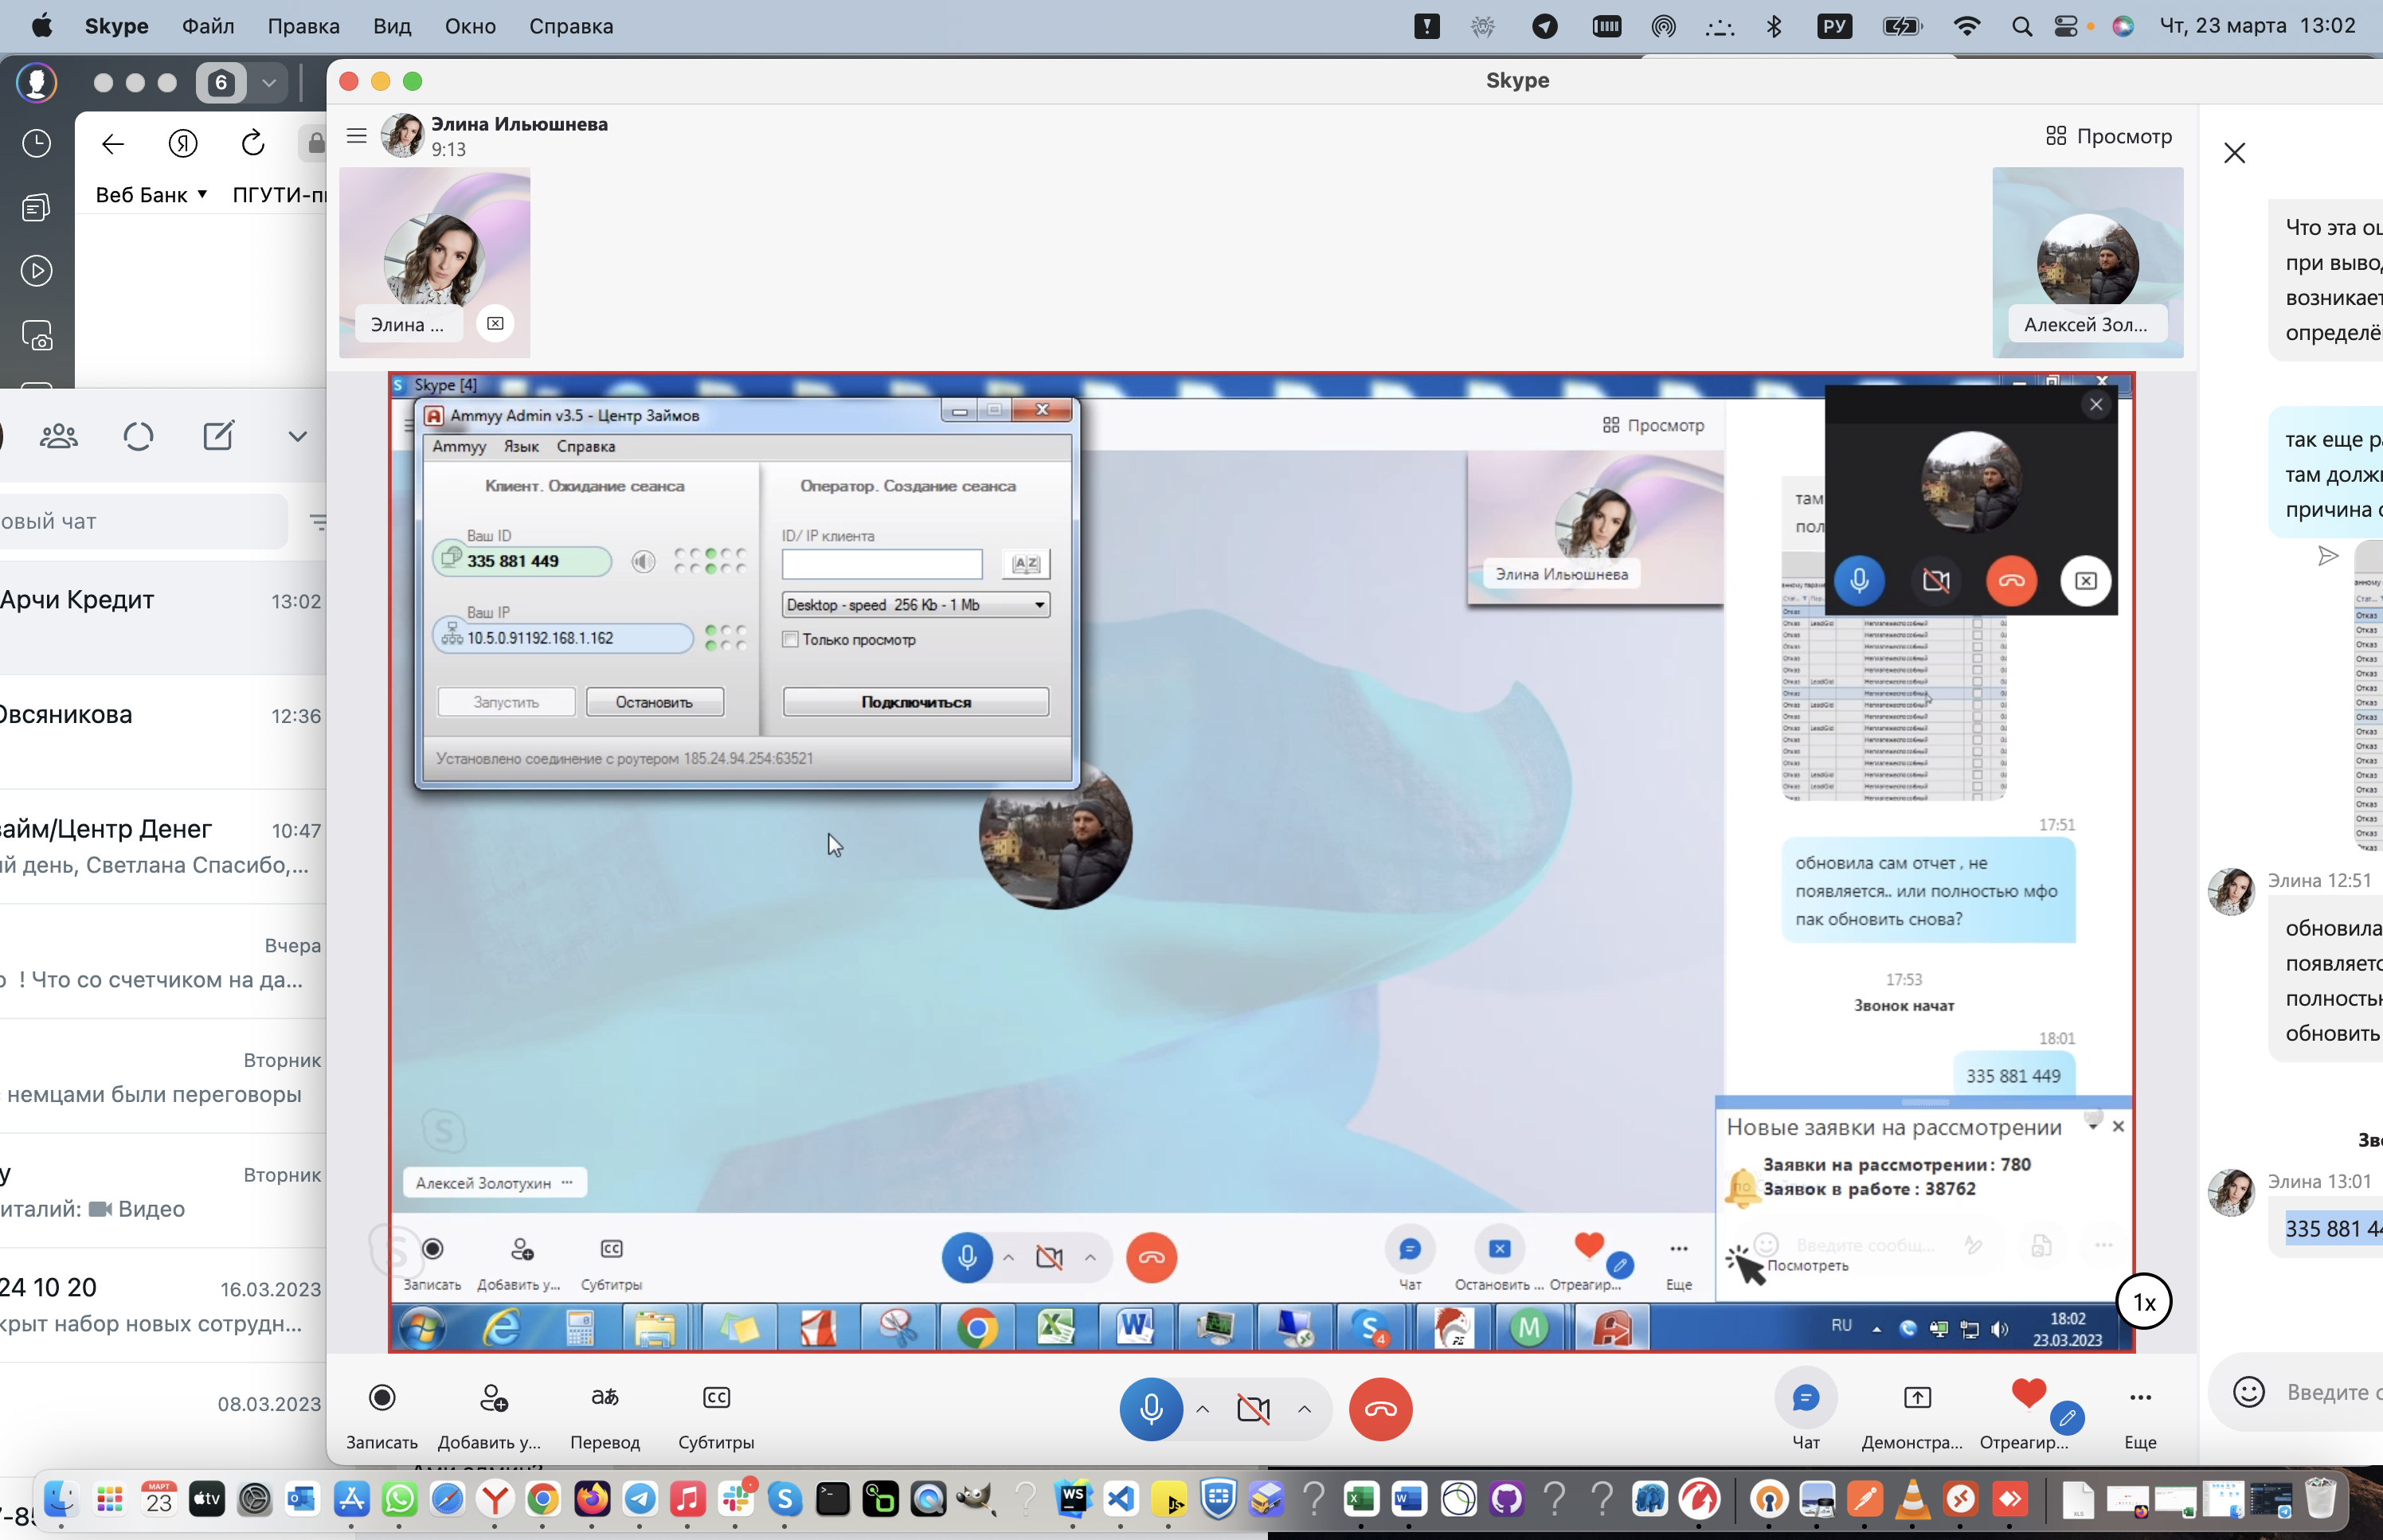 Skype Файл Правка Вид Окно Справка
РУ
Чт, 23 марта 13:02
6
Skype
Веб Банк ▾ ПГУТИ-п
Элина Ильюшнева
9:13
Просмотр
Элина ...
Алексей Зол...
овый чат
Арчи Кредит 13:02
Овсяникова 12:36
айм/Центр Денег 10:47
й день, Светлана Спасибо,...
Вчера
! Что со счетчиком на да...
Вторник
немцами были переговоры
Вторник
италий: Видео
24 10 20 16.03.2023
крыт набор новых сотрудн...
08.03.2023
Skype [4]
Ammyy Admin v3.5 - Центр Займов
Ammyy Язык Справка
Клиент. Ожидание сеанса
Ваш ID
335 881 449
Ваш IP
10.5.0.91192.168.1.162
Запустить Остановить
Оператор. Создание сеанса
ID/ IP клиента
Desktop - speed 256 Kb - 1 Mb
Только просмотр
Подключиться
Установлено соединение с роутером 185.24.94.254:63521
Просмотр
Элина Ильюшнева
там
пол
17:51
обновила сам отчет , не
появляется.. или полностью мфо
пак обновить снова?
17:53
Звонок начат
18:01
335 881 449
Новые заявки на рассмотрении
Заявки на рассмотрении : 780
Заявок в работе : 38762
Введите сообщ...
Посмотреть
Алексей Золотухин ...
Записать Добавить у... Субтитры
Чат Остановить ... Отреагир... Еще
RU
18:02
23.03.2023
1x
Что эта о
при выво
возникает
определё
так еще р
там должн
причина
Элина 12:51
обновила
появляетс
полность
обновить
Зв
Элина 13:01
335 881 44
Введите с
Записать Добавить у... Перевод Субтитры
Чат Демонстра... Отреагир... Еще
МАРТ
23
tv
WS